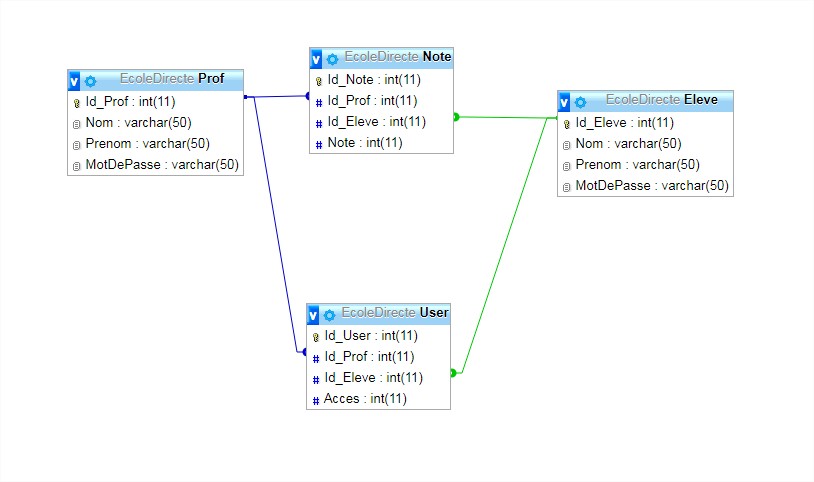 EcoleDirecte Prof
Id_Prof : int(11)
Nom : varchar(50)
Prenom : varchar(50)
MotDePasse : varchar(50)
EcoleDirecte Note
Id_Note : int(11)
Id_Prof : int(11)
Id_Eleve : int(11)
Note : int(11)
EcoleDirecte Eleve
Id_Eleve : int(11)
Nom : varchar(50)
Prenom : varchar(50)
MotDePasse : varchar(50)
EcoleDirecte User
Id_User : int(11)
Id_Prof : int(11)
Id_Eleve : int(11)
Acces : int(11)